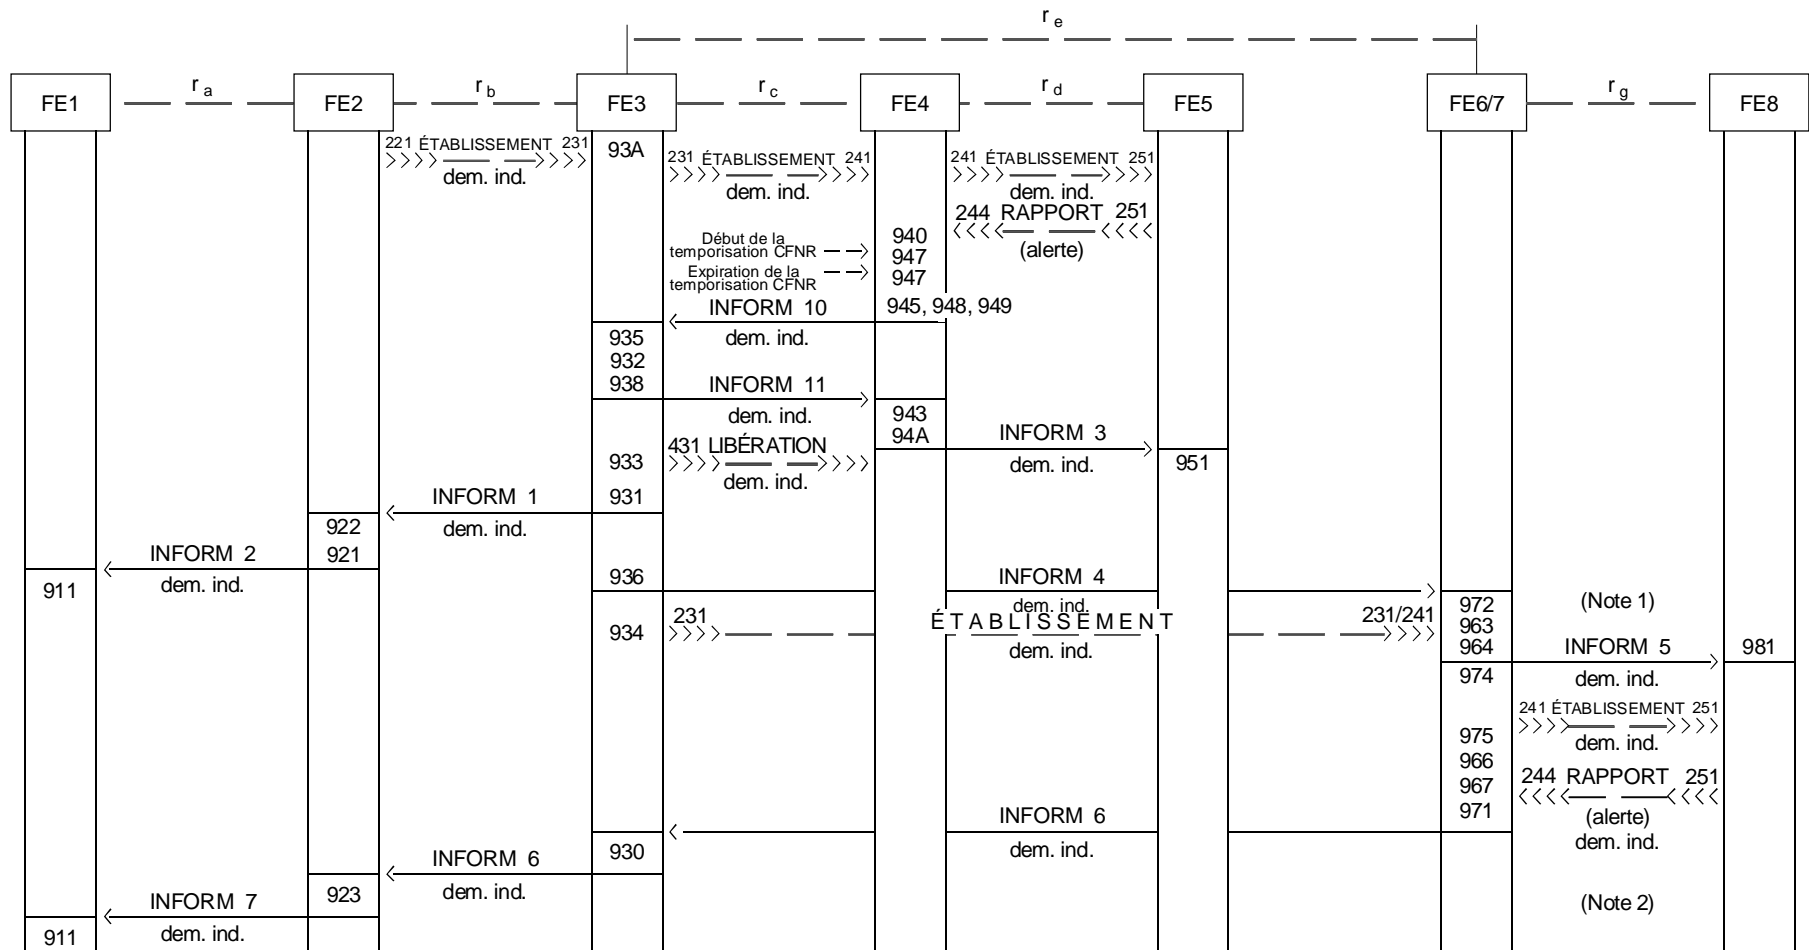 r e
r a
r b
r c
r d
r g
FE1
FE2
FE3
FE4
FE5
FE6/7
FE8
221 ÉTABLISSEMENT 231
dem. ind.
93A
231 ÉTABLISSEMENT 241
dem. ind.
241 ÉTABLISSEMENT 251
dem. ind.
244 RAPPORT 251
(alerte)
Début de la
temporisation CFNR
940
947
Expiration de la
temporisation CFNR
947
INFORM 10
dem. ind.
945, 948, 949
935
932
938
INFORM 11
dem. ind.
943
94A
INFORM 3
dem. ind.
951
933
431 LIBÉRATION
dem. ind.
931
INFORM 1
dem. ind.
922
921
INFORM 2
dem. ind.
911
936
INFORM 4
dem. ind.
972
(Note 1)
934
231
ÉTABLISSEMENT
231/241
dem. ind.
963
964
INFORM 5
dem. ind.
981
974
241 ÉTABLISSEMENT 251
dem. ind.
975
966
967
971
244 RAPPORT 251
(alerte)
dem. ind.
INFORM 6
dem. ind.
930
INFORM 6
dem. ind.
923
(Note 2)
INFORM 7
dem. ind.
911